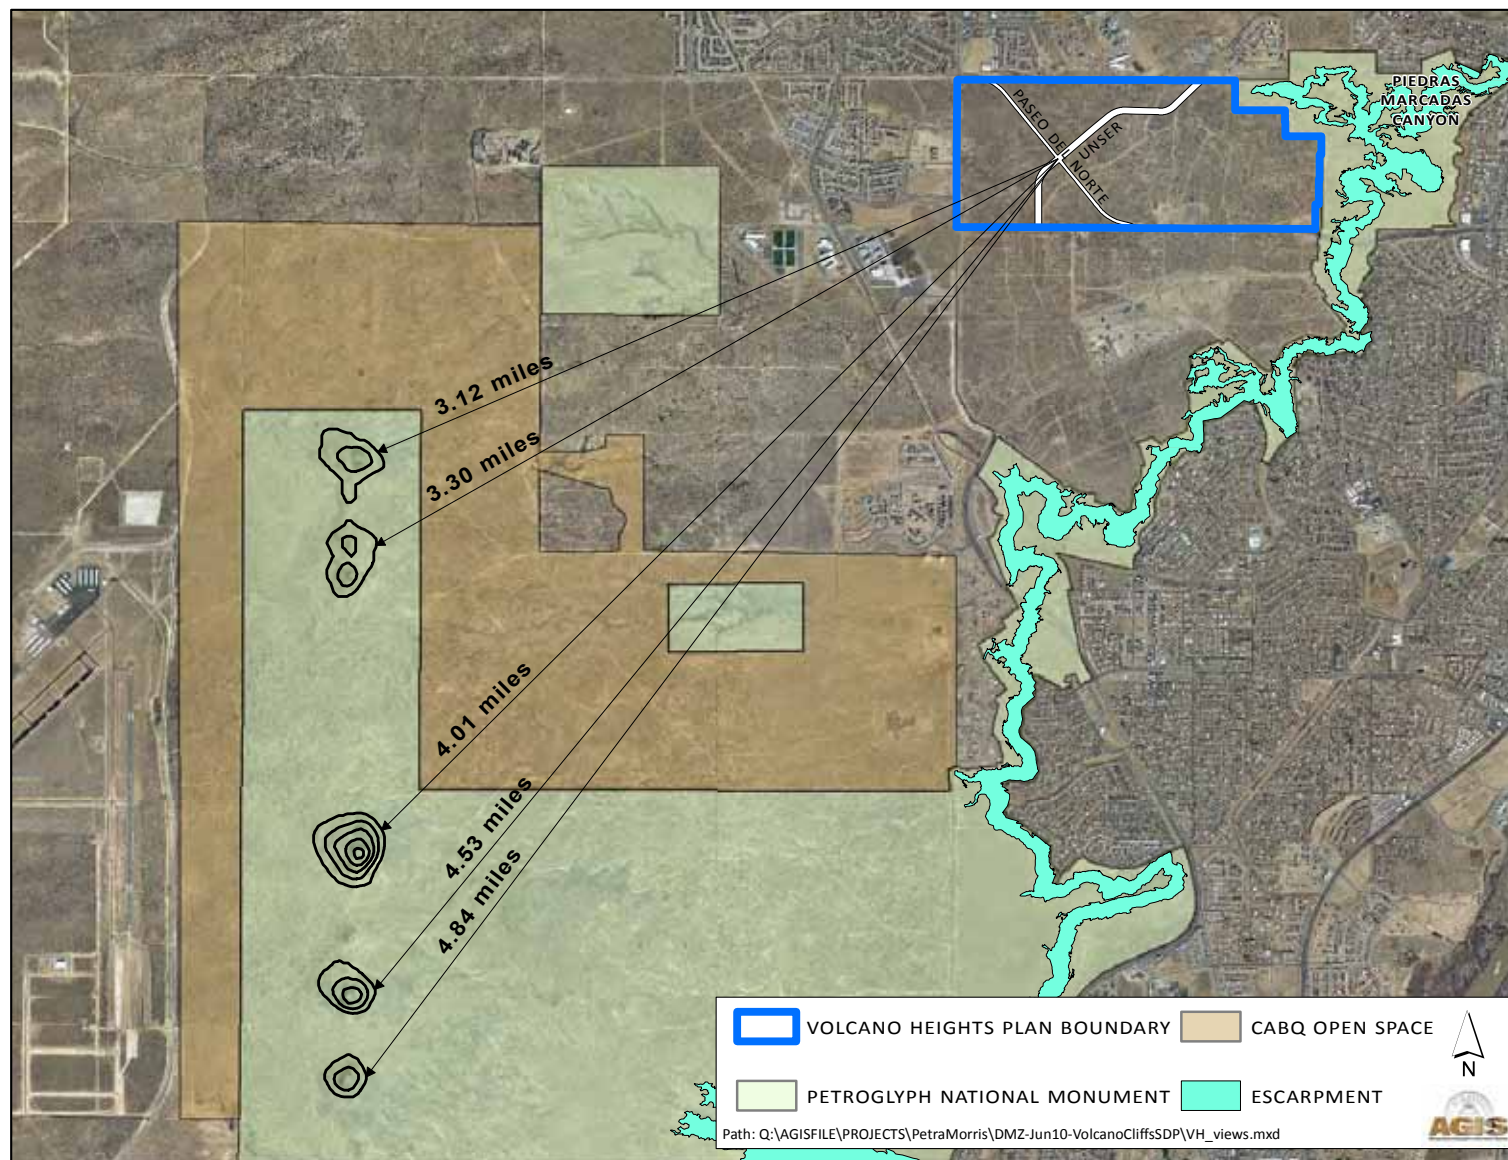 PIEDRAS
MARCADAS
CANYON
PASEO DEL NORTE
UNSER
3.12 miles
3.30 miles
4.01 miles
4.53 miles
4.84 miles
VOLCANO HEIGHTS PLAN BOUNDARY
CABQ OPEN SPACE
PETROGLYPH NATIONAL MONUMENT
ESCARPMENT
N
Path: Q:\AGISFILE\PROJECTS\PetraMorris\DMZ-Jun10-VolcanoCliffsSDP\VH_views.mxd
AGIS